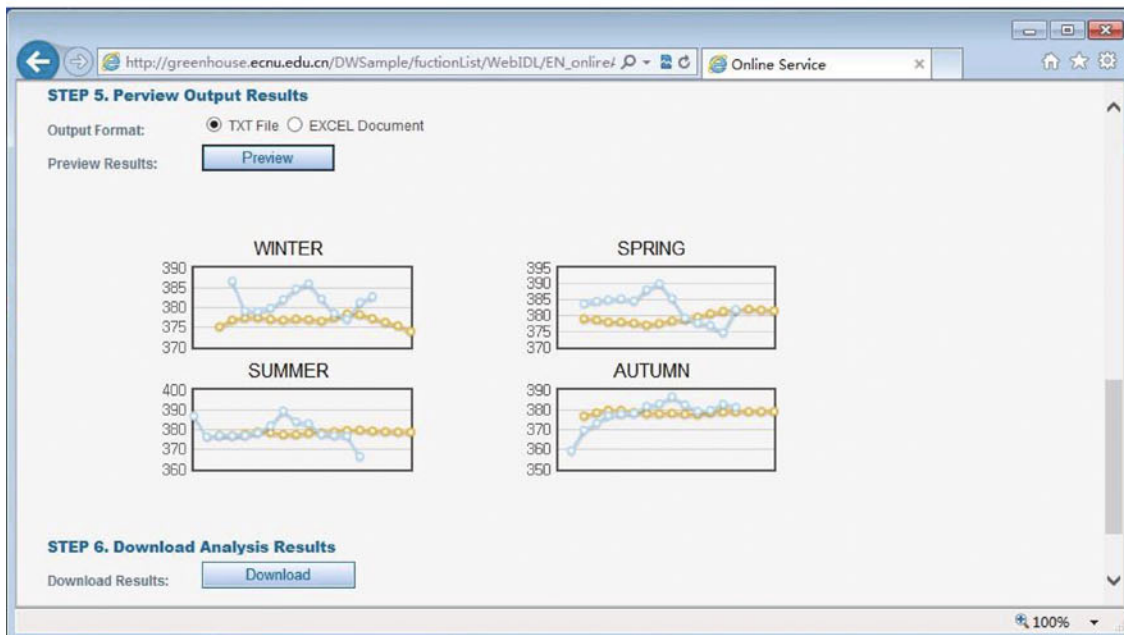 http://greenhouse.ecnu.edu.cn/DWSample/fuctionList/WebIDL/EN_onlire
Online Service
STEP 5. Perview Output Results
Output Format: TXT File EXCEL Document
Preview Results: Preview
WINTER
390
385
380
375
370
SPRING
395
390
385
380
375
370
SUMMER
400
390
380
370
360
AUTUMN
390
380
370
360
350
STEP 6. Download Analysis Results
Download Results: Download
100%